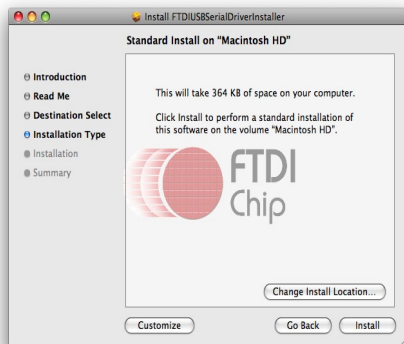 Install FTDIUSBSerialDriverInstaller
Standard Install on “Macintosh HD”
Introduction
Read Me
Destination Select
Installation Type
Installation
Summary
This will take 364 KB of space on your computer.
Click Install to perform a standard installation of
this software on the volume “Macintosh HD”.
FTDI
Chip
Change Install Location...
Customize
Go Back
Install